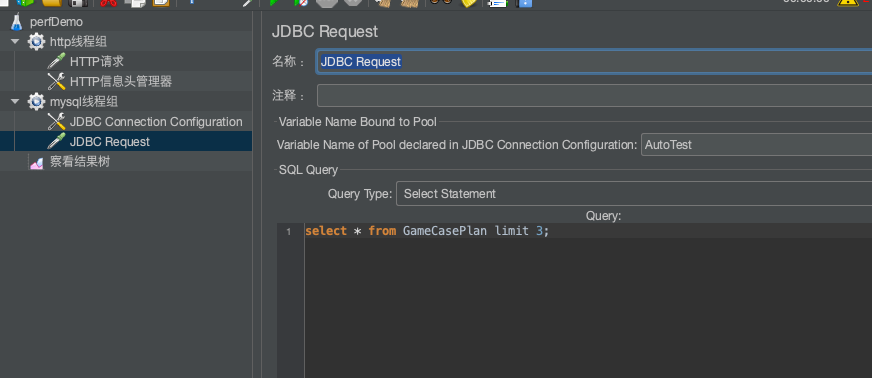 perfDemo
http线程组
HTTP请求
HTTP信息头管理器
mysql线程组
JDBC Connection Configuration
JDBC Request
察看结果树
JDBC Request
名称： JDBC Request
注释：
Variable Name Bound to Pool
Variable Name of Pool declared in JDBC Connection Configuration: AutoTest
SQL Query
Query Type: Select Statement
Query:
1 select * from GameCasePlan limit 3;